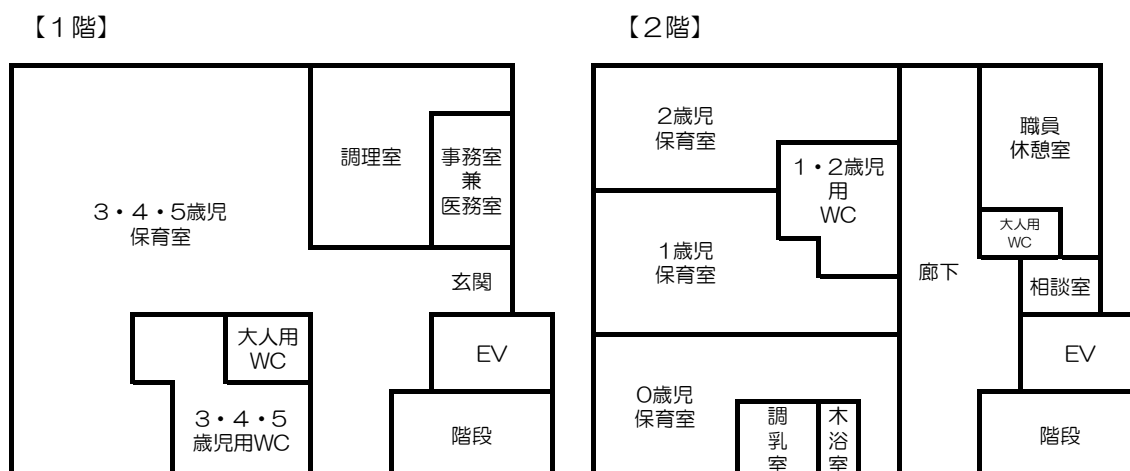 【１階】
調理室
事務室
兼
医務室
３・４・５歳児
保育室
玄関
大人用
WC
EV
３・４・５
歳児用WC
階段
【２階】
２歳児
保育室
職員
休憩室
１・２歳児
用
WC
大人用
WC
１歳児
保育室
廊下
相談室
EV
０歳児
保育室
調
乳
室
木
浴
室
階段